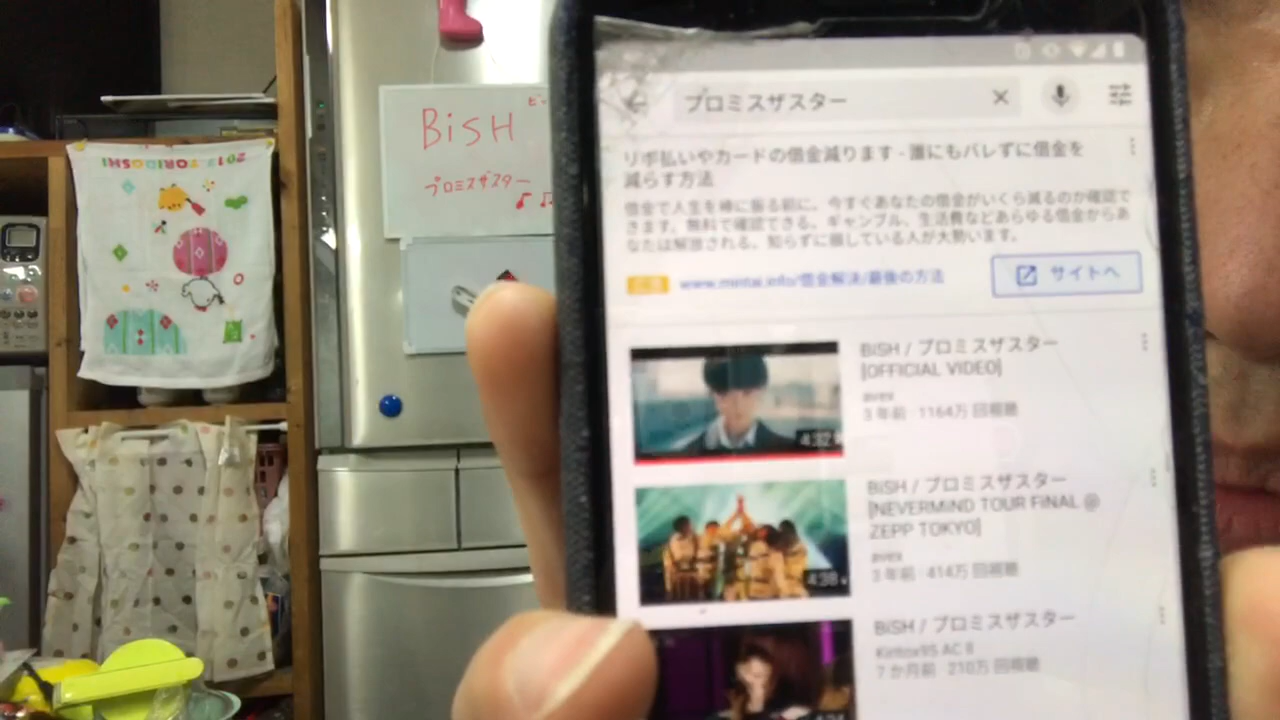 2017 TORIDOSHI
BiSH
プロミスザスター
プロミスザスター
リボ払いやカードの借金減ります - 誰にもバレずに借金を
減らす方法
借金で人生を棒に振る前に。今すぐあなたの借金がいくら減るのか確認で
きます。無料で確認できる。ギャンブル、生活費などあらゆる借金からあ
なたは解放される。知らずに損している人が大勢います。
広告
サイトへ
BiSH / プロミスザスター
[OFFICIAL VIDEO]
avex
3 年前 · 1164万 回視聴
4:32
BiSH / プロミスザスター
[NEVERMiND TOUR FiNAL @
ZEPP TOKYO]
avex
3 年前 · 414万 回視聴
4:38
BiSH / プロミスザスター
7 か月前 · 210万 回視聴